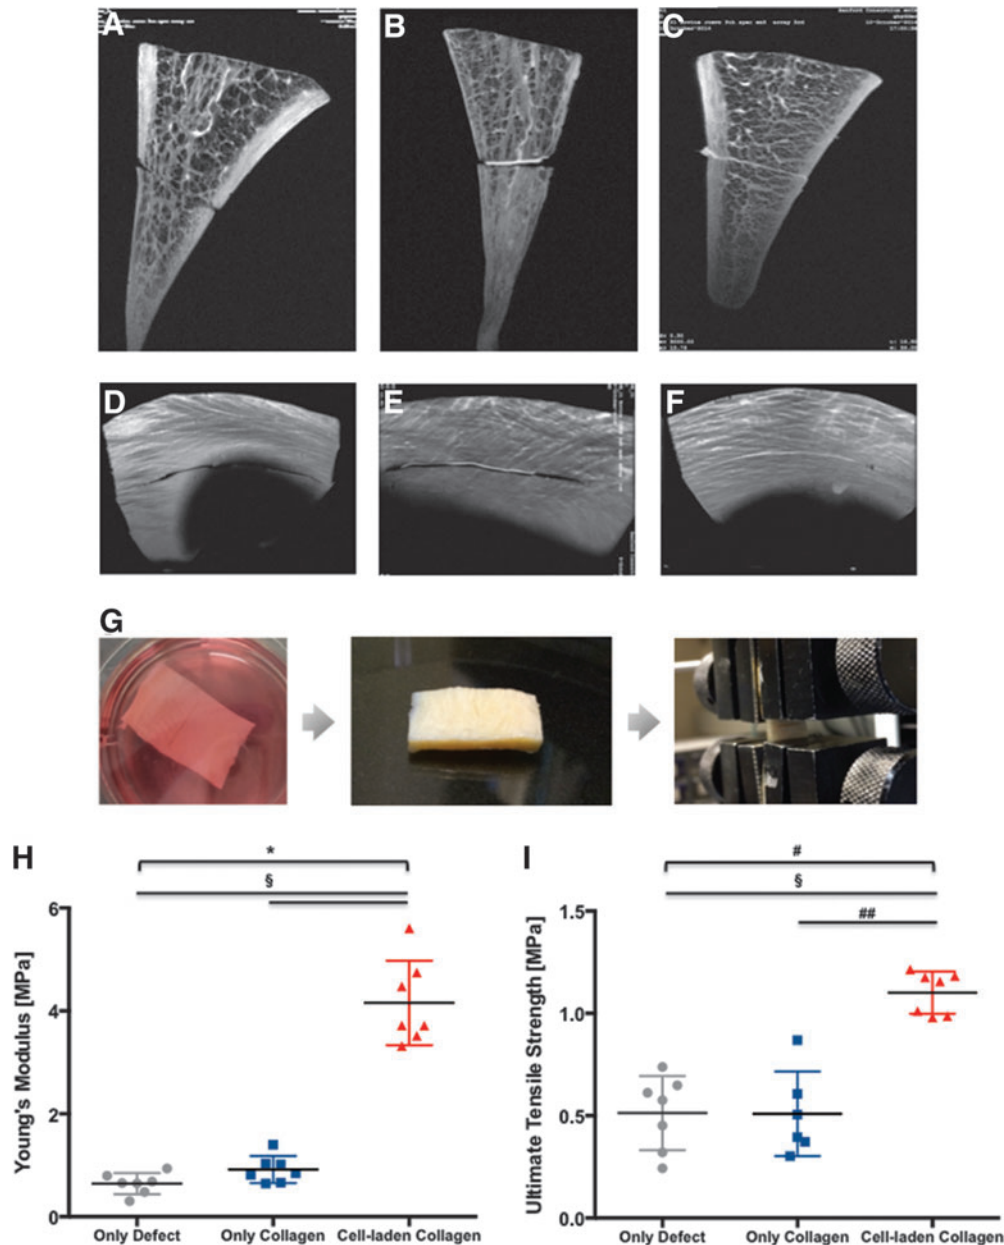 A
B
C
D
E
F
G
H
*
§
Young's Modulus [MPa]
6
4
2
0
Only Defect Only Collagen Cell-laden Collagen
I
#
§
##
Ultimate Tensile Strength [MPa]
1.5
1.0
0.5
0.0
Only Defect Only Collagen Cell-laden Collagen